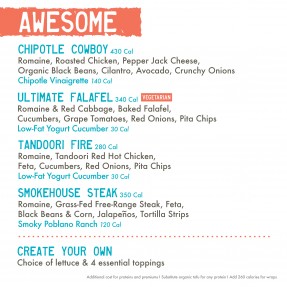 AWESOME
CHIPOTLE COWBOY 430 Cal
Romaine, Roasted Chicken, Pepper Jack Cheese,
Organic Black Beans, Cilantro, Avocado, Crunchy Onions
Chipotle Vinaigrette 140 Cal
ULTIMATE FALAFEL 340 Cal VEGETARIAN
Romaine & Red Cabbage, Baked Falafel,
Cucumbers, Grape Tomatoes, Red Onions, Pita Chips
Low-Fat Yogurt Cucumber 30 Cal
TANDOORI FIRE 280 Cal
Romaine, Tandoori Red Hot Chicken,
Feta, Cucumbers, Red Onions, Pita Chips
Low-Fat Yogurt Cucumber 30 Cal
SMOKEHOUSE STEAK 350 Cal
Romaine, Grass-Fed Free-Range Steak, Feta,
Black Beans & Corn, Jalapeños, Tortilla Strips
Smoky Poblano Ranch 120 Cal
CREATE YOUR OWN
Choice of lettuce & 4 essential toppings
Additional cost for proteins and premiums | Substitute organic tofu for any protein | Add 260 calories for wraps